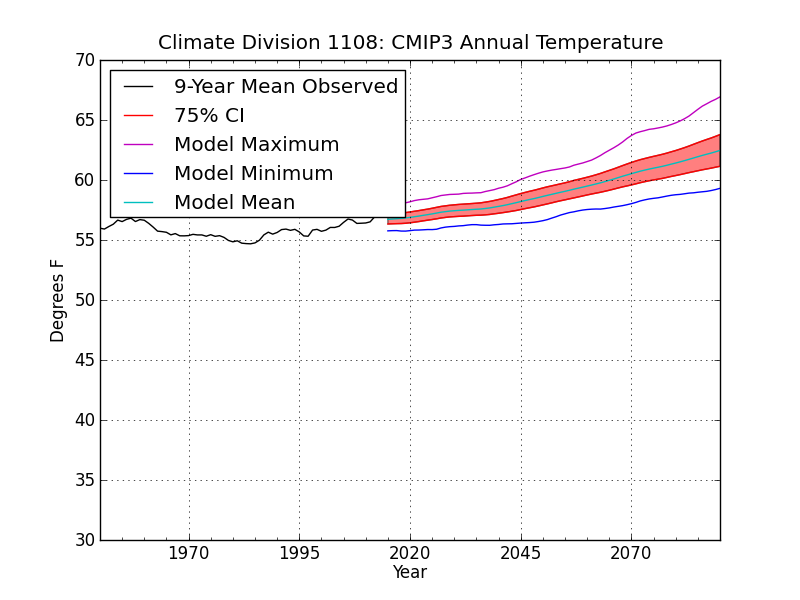 Climate Division 1108: CMIP3 Annual Temperature
70
65
60
55
50
45
40
35
30
Degrees F
9-Year Mean Observed
75% CI
Model Maximum
Model Minimum
Model Mean
1970
1995
2020
2045
2070
Year